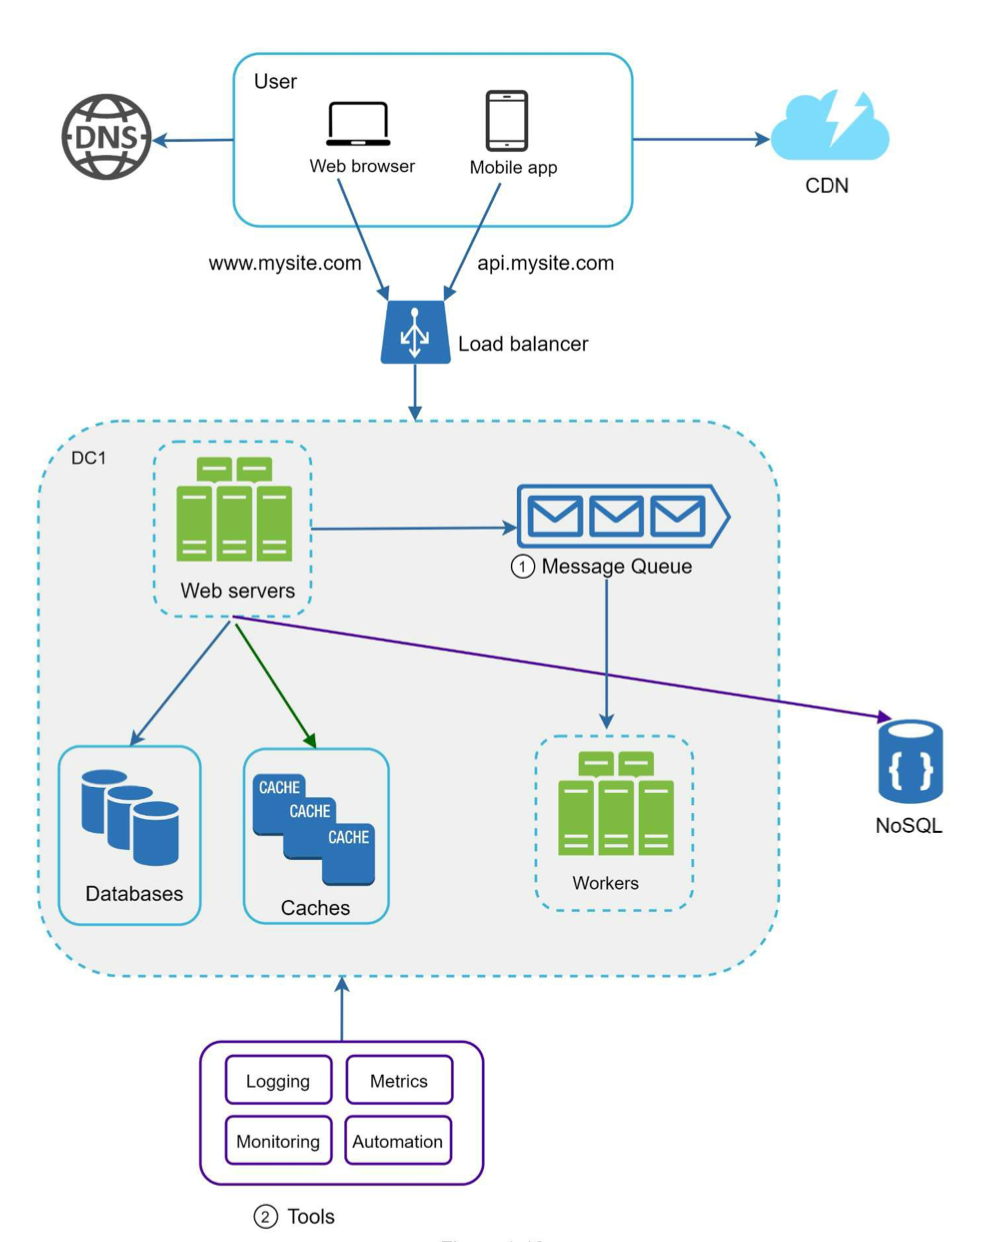 User
DNS
Web browser
Mobile app
CDN
www.mysite.com
api.mysite.com
Load balancer
DC1
Web servers
1 Message Queue
CACHE
CACHE
CACHE
Databases
Caches
Workers
{ }
NoSQL
Logging
Metrics
Monitoring
Automation
2 Tools